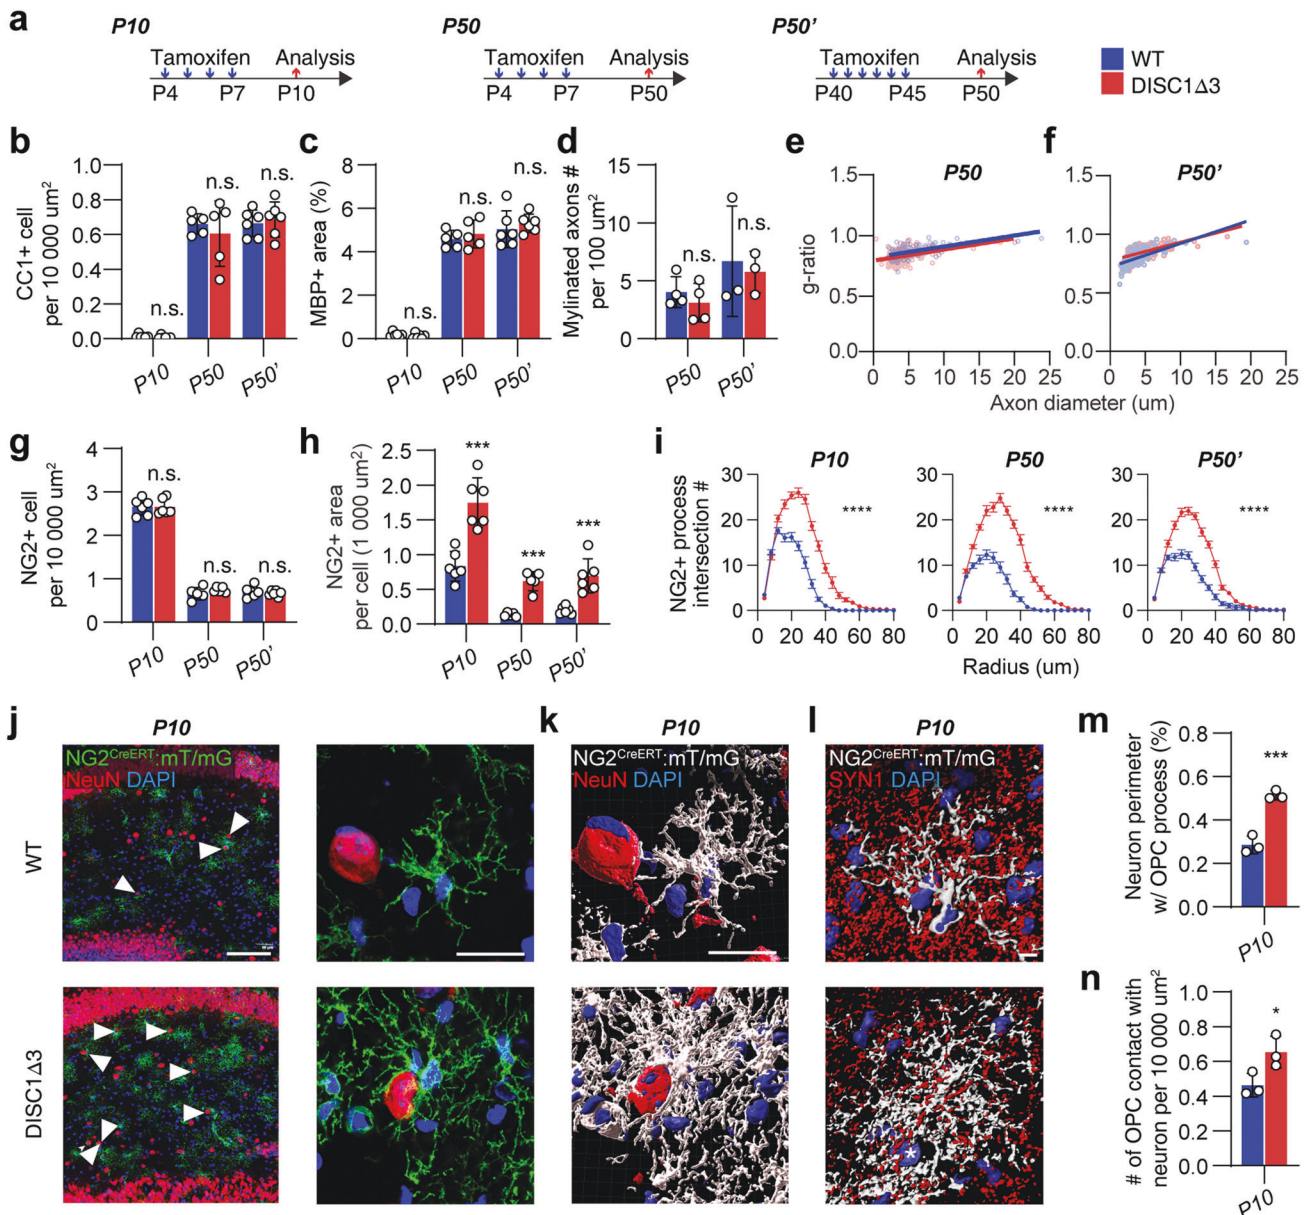 a
P10
Tamoxifen Analysis
P4 P7 P10
P50
Tamoxifen Analysis
P4 P7 P50
P50’
Tamoxifen Analysis
P40 P45 P50
WT
DISC1Δ3
b
CC1+ cell
per 10 000 um²
1.0
0.8
0.6
0.4
0.2
0.0
n.s.
n.s.
n.s.
P10 P50 P50’
c
MBP+ area (%)
8
6
4
2
0
n.s.
n.s.
n.s.
P10 P50 P50’
d
Mylinated axons #
per 100 um²
15
10
5
0
n.s.
n.s.
P50 P50’
e
P50
g-ratio
1.5
1.0
0.5
0.0
0 5 10 15 20 25
f
P50’
1.5
1.0
0.5
0.0
0 5 10 15 20 25
Axon diameter (um)
g
NG2+ cell
per 10 000 um²
4
3
2
1
0
n.s.
n.s.
n.s.
P10 P50 P50’
h
NG2+ area
per cell (1 000 um²)
2.5
2.0
1.5
1.0
0.5
0.0
***
***
***
P10 P50 P50’
i
NG2+ process
intersection #
P10
30
20
10
0
****
0 20 40 60 80
P50
30
20
10
0
****
0 20 40 60 80
P50’
30
20
10
0
****
0 20 40 60 80
Radius (um)
j
P10
NG2CreERT:mT/mG
NeuN DAPI
WT
DISC1Δ3
k
P10
NG2CreERT:mT/mG
NeuN DAPI
l
P10
NG2CreERT:mT/mG
SYN1 DAPI
*
m
Neuron perimeter
w/ OPC process (%)
0.8
0.6
0.4
0.2
0.0
***
P10
n
# of OPC contact with
neuron per 10 000 um²
1.0
0.8
0.6
0.4
0.2
0.0
*
P10